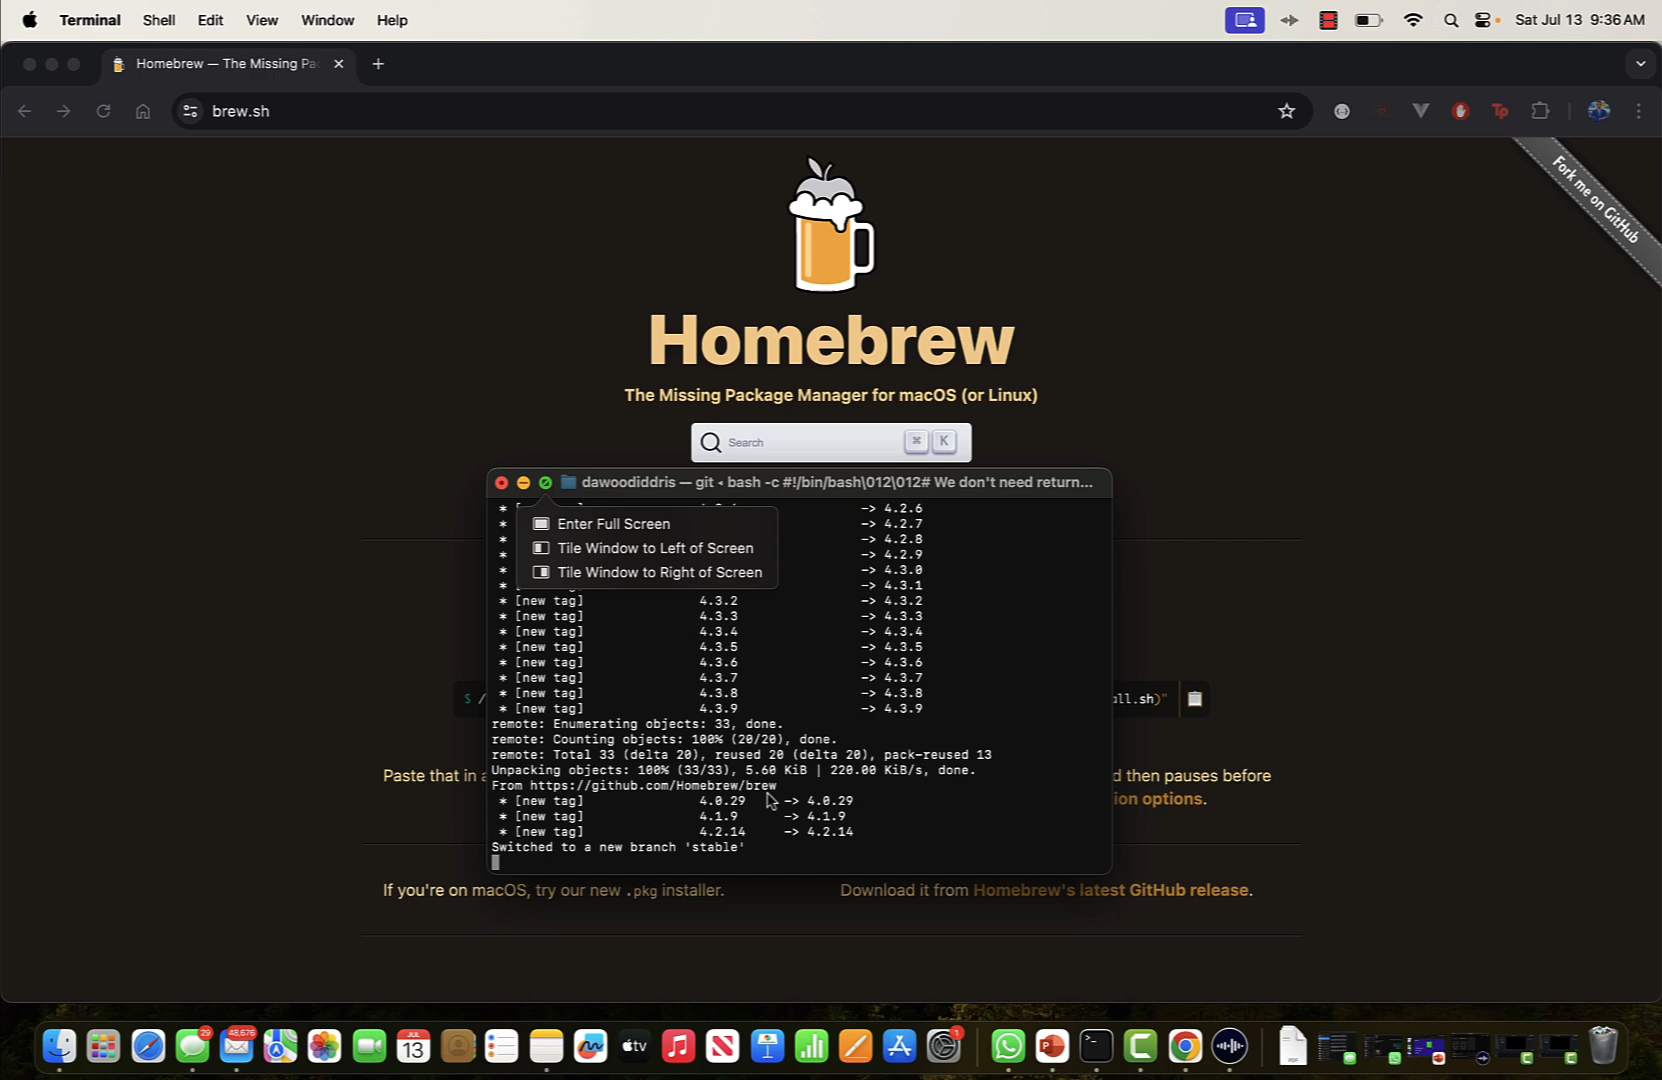 Terminal Shell Edit View Window Help Sat Jul 13 9:36 AM
Homebrew — The Missing Pa
brew.sh
Tp
Fork me on GitHub
Homebrew
The Missing Package Manager for macOS (or Linux)
Search ⌘ K
dawoodiddris — git ◂ bash -c #!/bin/bash\012\012# We don't need return...
-> 4.2.6
* -> 4.2.7
* -> 4.2.8
* -> 4.2.9
* -> 4.3.0
* -> 4.3.1
Enter Full Screen
Tile Window to Left of Screen
Tile Window to Right of Screen
* [new tag] 4.3.2 -> 4.3.2
* [new tag] 4.3.3 -> 4.3.3
* [new tag] 4.3.4 -> 4.3.4
* [new tag] 4.3.5 -> 4.3.5
* [new tag] 4.3.6 -> 4.3.6
* [new tag] 4.3.7 -> 4.3.7
* [new tag] 4.3.8 -> 4.3.8
* [new tag] 4.3.9 -> 4.3.9
remote: Enumerating objects: 33, done.
remote: Counting objects: 100% (20/20), done.
remote: Total 33 (delta 20), reused 20 (delta 20), pack-reused 13
Unpacking objects: 100% (33/33), 5.60 KiB | 220.00 KiB/s, done.
From https://github.com/Homebrew/brew
* [new tag] 4.0.29 -> 4.0.29
* [new tag] 4.1.9 -> 4.1.9
* [new tag] 4.2.14 -> 4.2.14
Switched to a new branch 'stable'
$ / all.sh)"
Paste that in a d then pauses before
ion options.
If you're on macOS, try our new .pkg installer. Download it from Homebrew's latest GitHub release.
29 48,676 JUL 13 tv 1 PDF